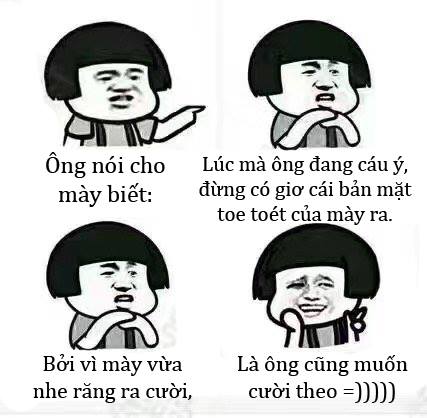 Ông nói cho
mày biết:
Lúc mà ông đang cáu ý,
đừng có giơ cái bản mặt
toe toét của mày ra.
Bởi vì mày vừa
nhe răng ra cười,
Là ông cũng muốn
cười theo =)))))